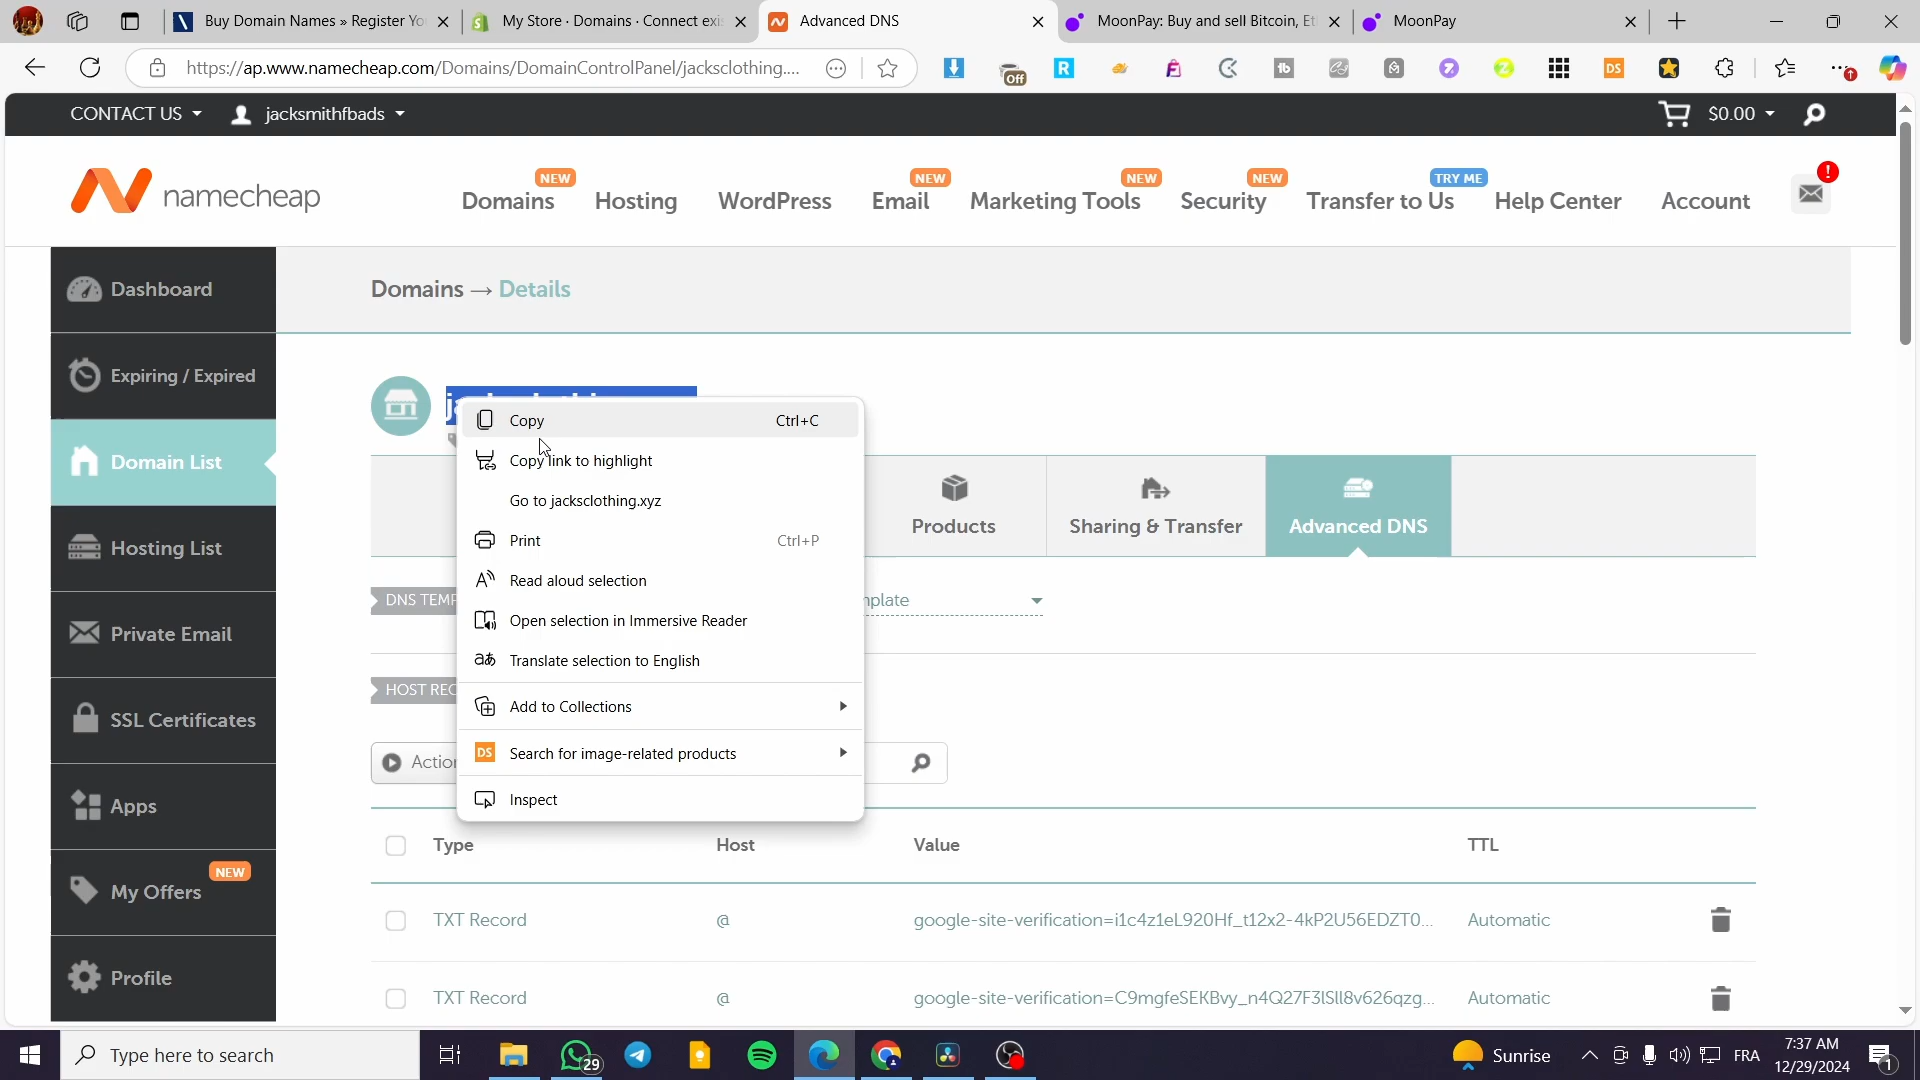 Buy Domain Names » Register Yo
My Store · Domains · Connect exi
Advanced DNS
MoonPay: Buy and sell Bitcoin, Et
MoonPay
https://ap.www.namecheap.com/Domains/DomainControlPanel/jacksclothing....
Off
CONTACT US
jacksmithfbads
$0.00
namecheap
NEW
NEW
NEW
NEW
TRY ME
Domains
Hosting
WordPress
Email
Marketing Tools
Security
Transfer to Us
Help Center
Account
Dashboard
Expiring / Expired
Domain List
Hosting List
Private Email
SSL Certificates
Apps
NEW
My Offers
Profile
Domains → Details
Copy Ctrl+C
Copy link to highlight
Go to jacksclothing.xyz
Print Ctrl+P
Read aloud selection
Open selection in Immersive Reader
Translate selection to English
Add to Collections
DS Search for image-related products
Inspect
Products
Sharing & Transfer
Advanced DNS
DNS TEMP
mplate
HOST REC
Action
Type Host Value TTL
TXT Record @ google-site-verification=i1c4z1eL920Hf_t12x2-4kP2U56EDZT0... Automatic
TXT Record @ google-site-verification=C9mgfeSEKBvy_n4Q27F3lSll8v626qzg... Automatic
Type here to search
29
Sunrise
FRA
7:37 AM
12/29/2024
1